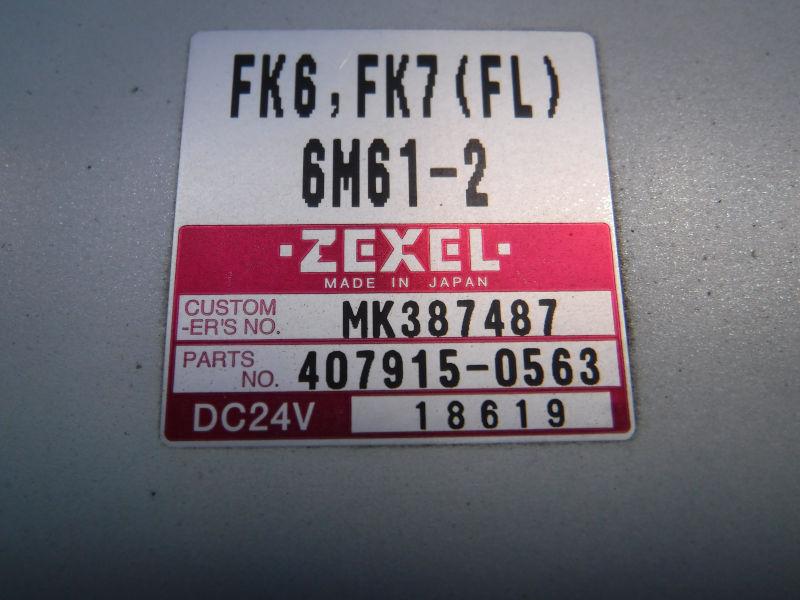 FK6, FK7(FL)
6M61-2
·ZEXEL·
MADE IN JAPAN
CUSTOM
-ER'S NO. MK387487
PARTS
NO. 407915-0563
DC24V 18619